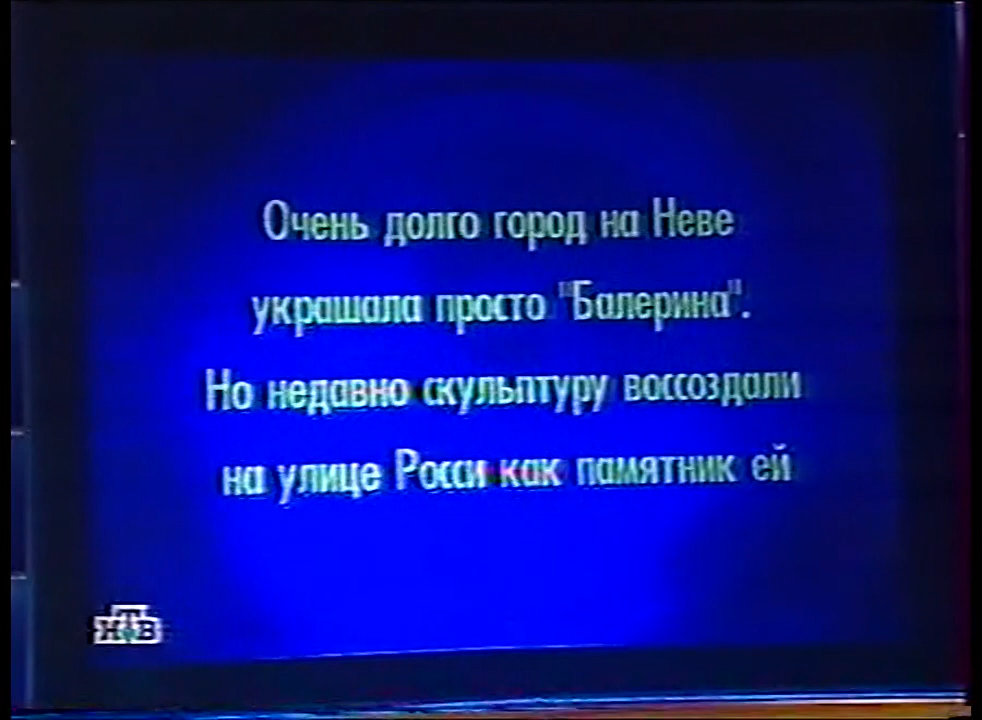 Очень долго город на Неве
украшала просто "Балерина".
Но недавно скульптуру воссоздали
на улице Росси как памятник ей
НТВ